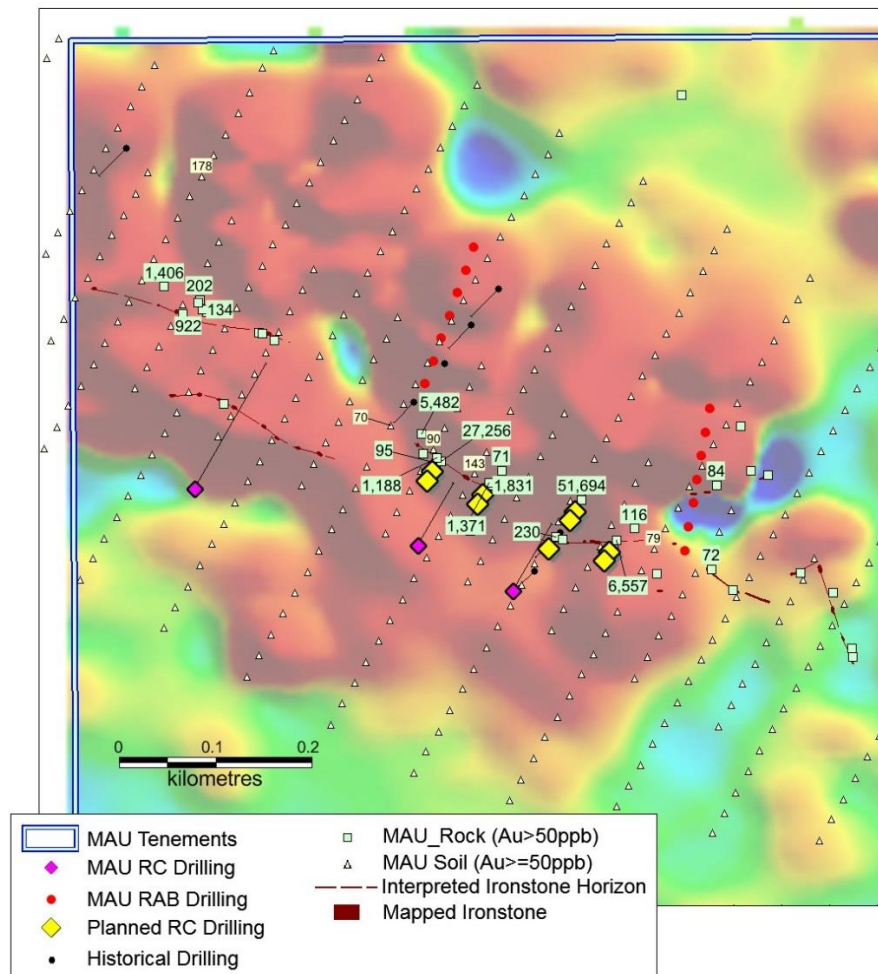 178
1,406
202
134
922
5,482
70
90
27,256
95
143
71
1,188
1,831
51,694
84
1,371
230
116
79
72
6,557
0 0.1 0.2
kilometres
MAU Tenements
MAU RC Drilling
MAU RAB Drilling
Planned RC Drilling
Historical Drilling
MAU_Rock (Au>50ppb)
MAU Soil (Au>=50ppb)
Interpreted Ironstone Horizon
Mapped Ironstone